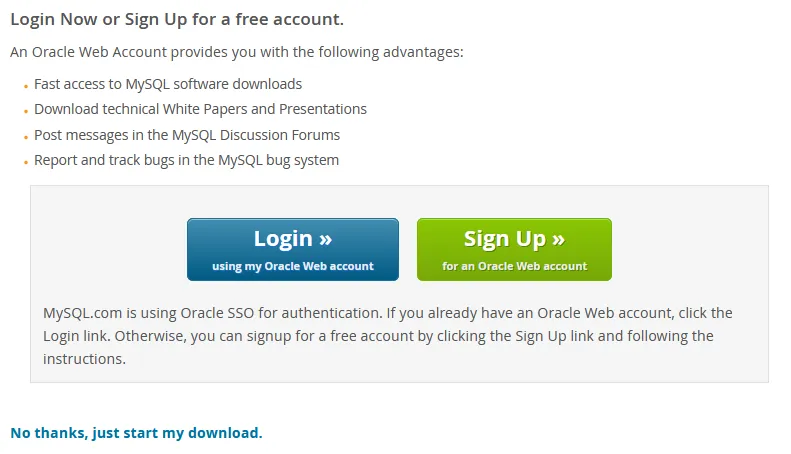 Login Now or Sign Up for a free account.
An Oracle Web Account provides you with the following advantages:
Fast access to MySQL software downloads
Download technical White Papers and Presentations
Post messages in the MySQL Discussion Forums
Report and track bugs in the MySQL bug system
Login »
using my Oracle Web account
Sign Up »
for an Oracle Web account
MySQL.com is using Oracle SSO for authentication. If you already have an Oracle Web account, click the
Login link. Otherwise, you can signup for a free account by clicking the Sign Up link and following the
instructions.
No thanks, just start my download.